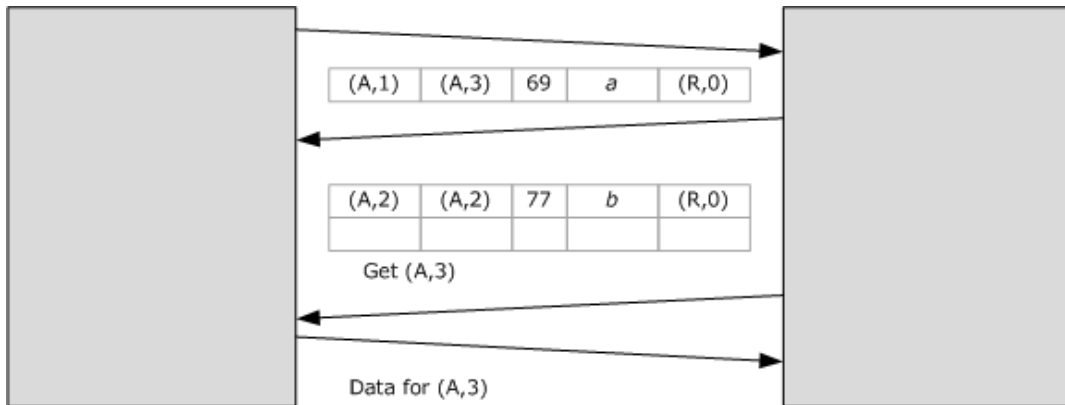 (A,1) (A,3) 69 a (R,0)
(A,2) (A,2) 77 b (R,0)
Get (A,3)
Data for (A,3)